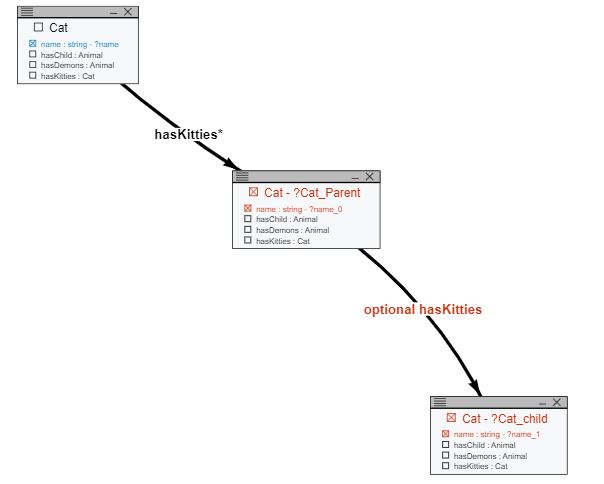 Cat
name : string - ?name
hasChild : Animal
hasDemons : Animal
hasKitties : Cat
hasKitties*
Cat - ?Cat_Parent
name : string - ?name_0
hasChild : Animal
hasDemons : Animal
hasKitties : Cat
optional hasKitties
Cat - ?Cat_child
name : string - ?name_1
hasChild : Animal
hasDemons : Animal
hasKitties : Cat